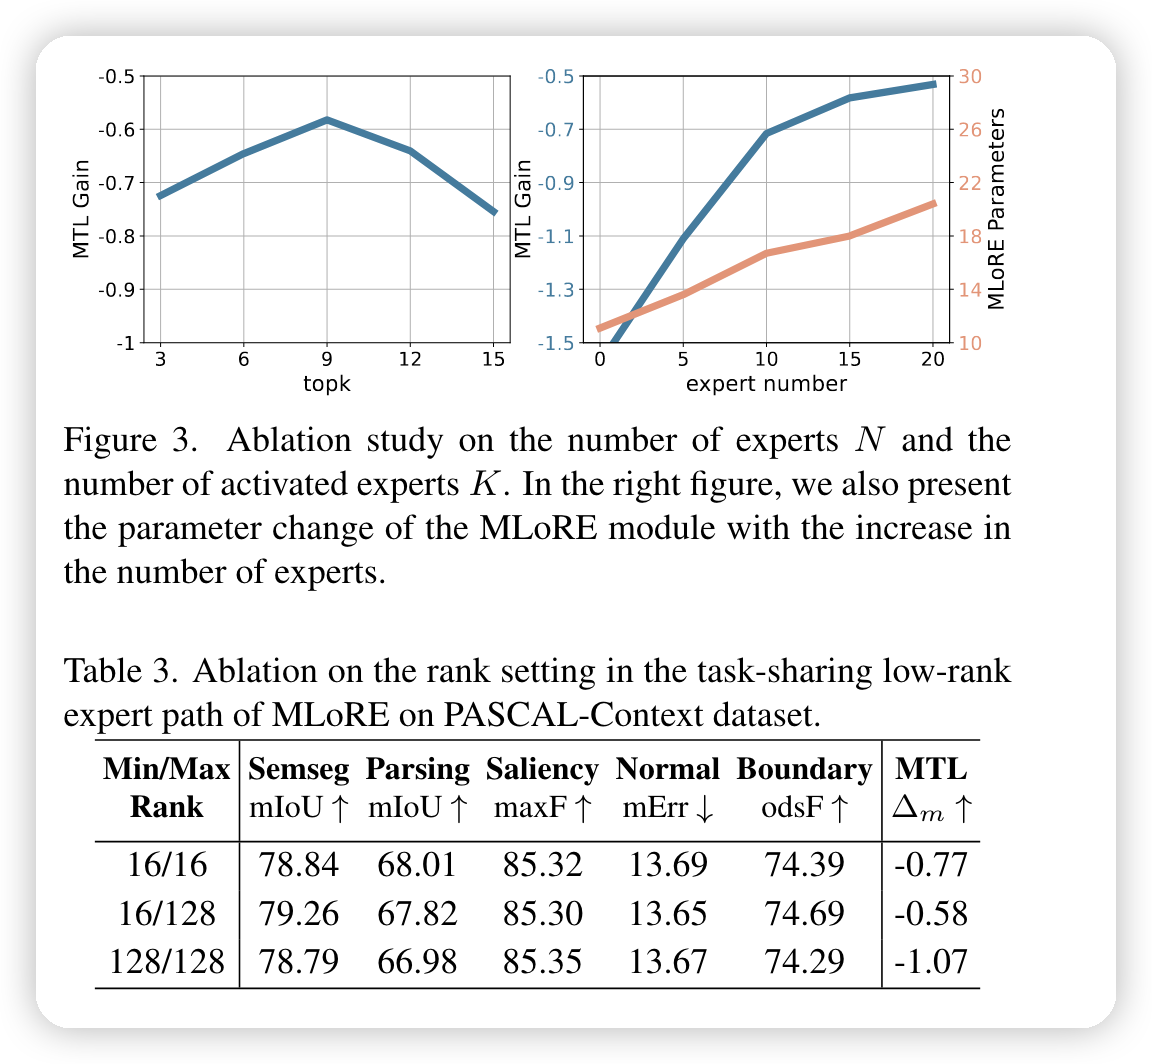 -0.5
-0.6
-0.7
-0.8
-0.9
-1
MTL Gain
3 6 9 12 15
topk
-0.5
-0.7
-0.9
-1.1
-1.3
-1.5
MTL Gain
30
26
22
18
14
10
MLoRE Parameters
0 5 10 15 20
expert number
Figure 3. Ablation study on the number of experts N and the
number of activated experts K. In the right figure, we also present
the parameter change of the MLoRE module with the increase in
the number of experts.
Table 3. Ablation on the rank setting in the task-sharing low-rank
expert path of MLoRE on PASCAL-Context dataset.
Min/Max Semseg Parsing Saliency Normal Boundary MTL
Rank mIoU ↑ mIoU ↑ maxF ↑ mErr ↓ odsF ↑ Δm ↑
16/16 78.84 68.01 85.32 13.69 74.39 -0.77
16/128 79.26 67.82 85.30 13.65 74.69 -0.58
128/128 78.79 66.98 85.35 13.67 74.29 -1.07